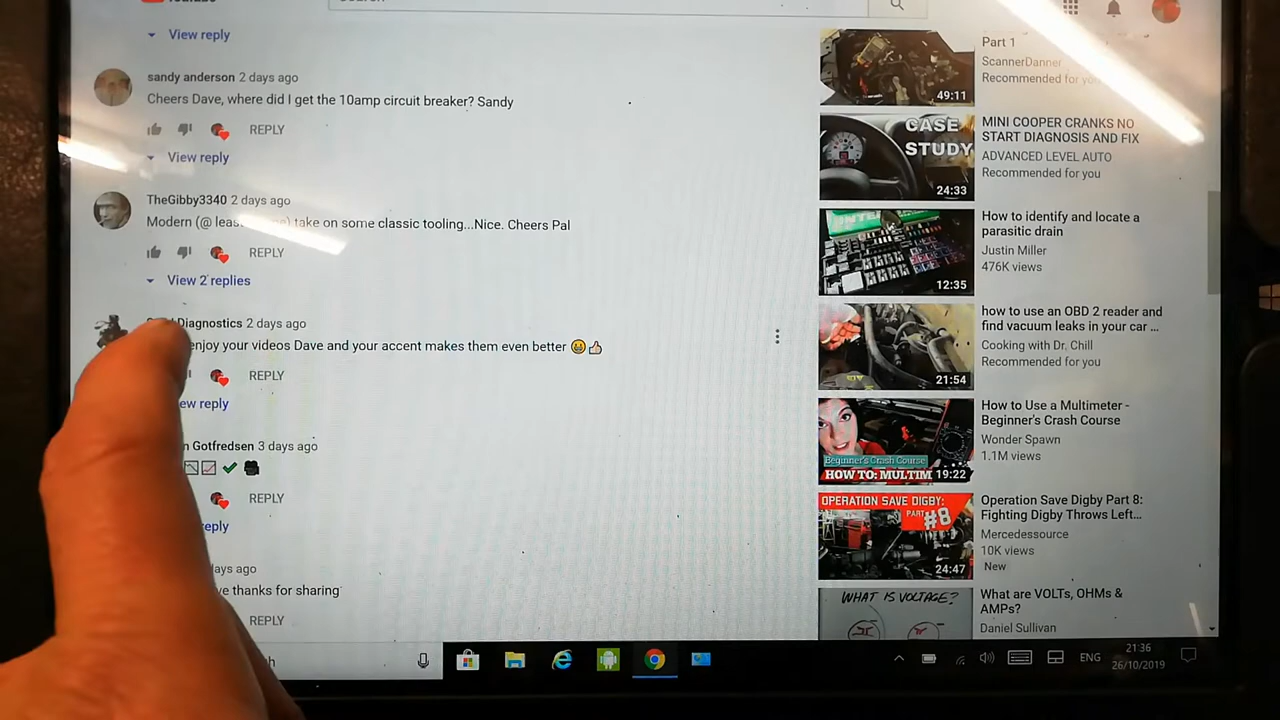 View reply
sandy anderson 2 days ago
Cheers Dave, where did I get the 10amp circuit breaker? Sandy
REPLY
View reply
TheGibby3340 2 days ago
Modern (@ take on some classic tooling...Nice. Cheers Pal
REPLY
View 2 replies
Diagnostics 2 days ago
enjoy your videos Dave and your accent makes them even better 😀👍
REPLY
reply
Gotfredsen 3 days ago
REPLY
reply
days ago
thanks for sharing
REPLY
Part 1
ScannerDanner
Recommended for you
49:11
CASE
STUDY
24:33
MINI COOPER CRANKS NO
START DIAGNOSIS AND FIX
ADVANCED LEVEL AUTO
Recommended for you
12:35
How to identify and locate a
parasitic drain
Justin Miller
476K views
21:54
how to use an OBD 2 reader and
find vacuum leaks in your car ...
Cooking with Dr. Chill
Recommended for you
Beginner's Crash Course
HOW TO: MULTIM
19:22
How to Use a Multimeter -
Beginner's Crash Course
Wonder Spawn
1.1M views
OPERATION SAVE DIGBY:
PART
#8
24:47
Operation Save Digby Part 8:
Fighting Digby Throws Left...
Mercedessource
10K views
New
WHAT IS VOLTAGE?
What are VOLTs, OHMs &
AMPs?
Daniel Sullivan
ENG
21:36
26/10/2019